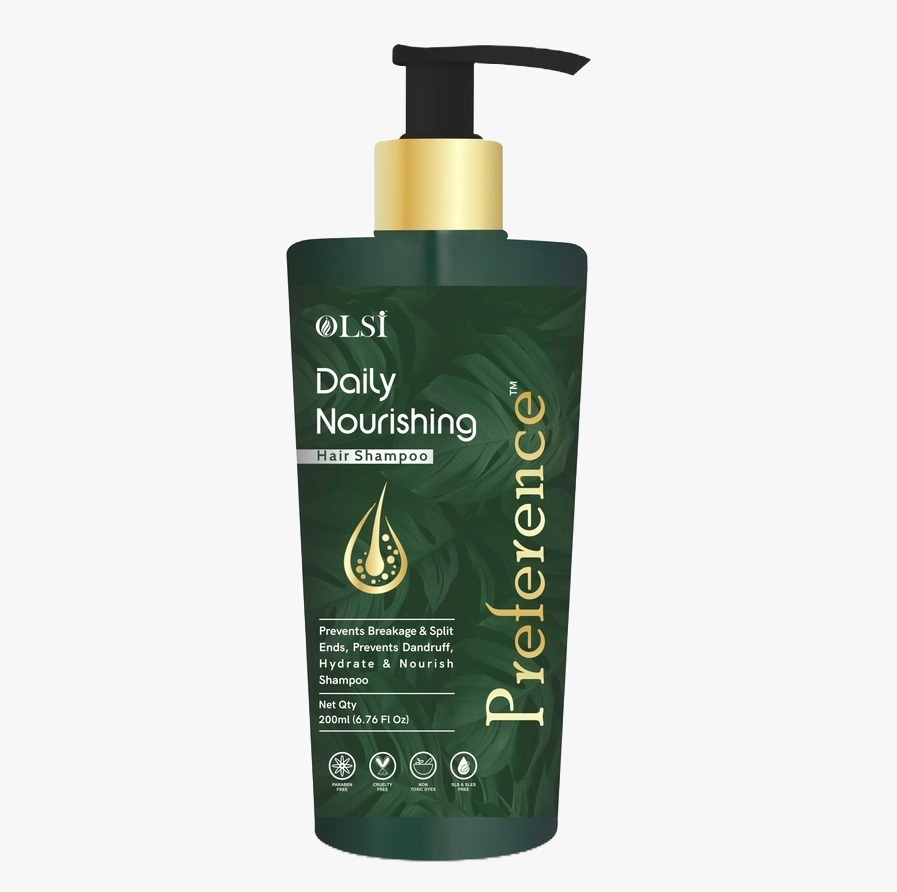 OLSI
Daily
Nourishing
Hair Shampoo
Preference™
Prevents Breakage & Split
Ends, Prevents Dandruff,
Hydrate & Nourish
Shampoo
Net Qty
200ml (6.76 Fl Oz)
PARABEN
FREE
CRUELTY
FREE
NON
TOXIC DYES
SLS & SLES
FREE